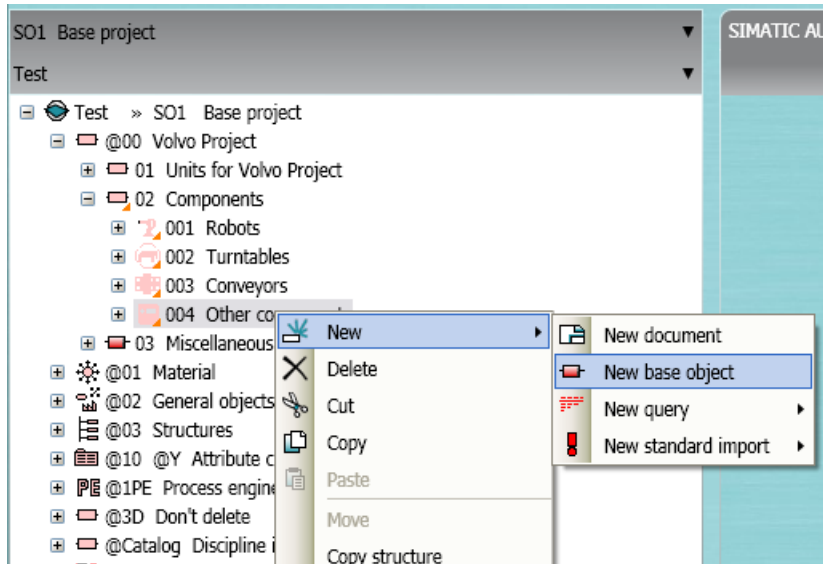 SO1 Base project
SIMATIC AU
Test
Test » SO1 Base project
@00 Volvo Project
01 Units for Volvo Project
02 Components
001 Robots
002 Turntables
003 Conveyors
004 Other co
03 Miscellaneous
@01 Material
@02 General objects
@03 Structures
@10 @Y Attribute c
PE @1PE Process engine
@3D Don't delete
@Catalog Discipline i
New
Delete
Cut
Copy
Paste
Move
Copy structure
New document
New base object
New query
New standard import